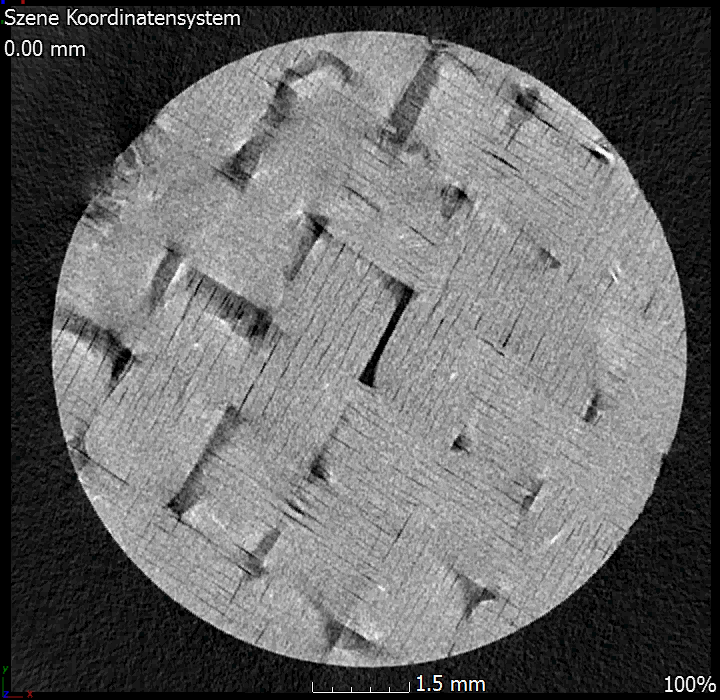 Szene Koordinatensystem
0.00 mm
y
x
1.5 mm
100%